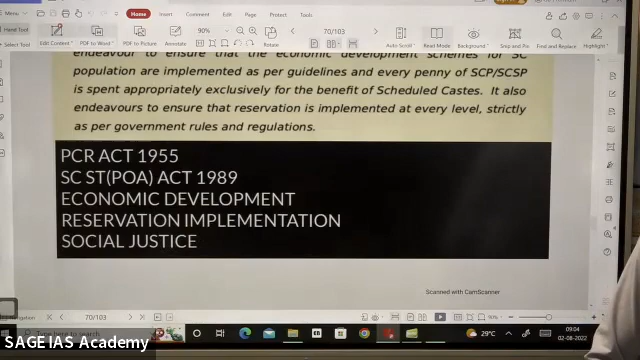 Menu
Home
Insert
Comment
Edit
Page
Protect
Tools
Hand Tool
90%
70/103
Select Tool
Edit Content
PDF to Word
PDF to Picture
Annotate
Rotate
Auto Scroll
Read Mode
Background
Snip and Pin
Find and Replace
Highlight
endeavour to ensure that the economic development schemes for SC
population are implemented as per guidelines and every penny of SCP/SCSP
is spent appropriately exclusively for the benefit of Scheduled Castes. It also
endeavours to ensure that reservation is implemented at every level, strictly
as per government rules and regulations.
PCR ACT 1955
SC ST(POA) ACT 1989
ECONOMIC DEVELOPMENT
RESERVATION IMPLEMENTATION
SOCIAL JUSTICE
Scanned with CamScanner
Navigation
70/103
Type here to search
29°C
09:04
02-08-2022
SAGE IAS Academy